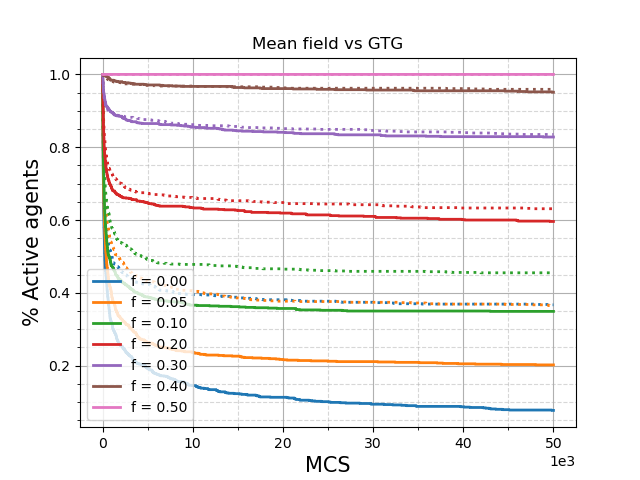 Mean field vs GTG
% Active agents
1.0
0.8
0.6
0.4
0.2
f = 0.00
f = 0.05
f = 0.10
f = 0.20
f = 0.30
f = 0.40
f = 0.50
0 10 20 30 40 50
1e3
MCS